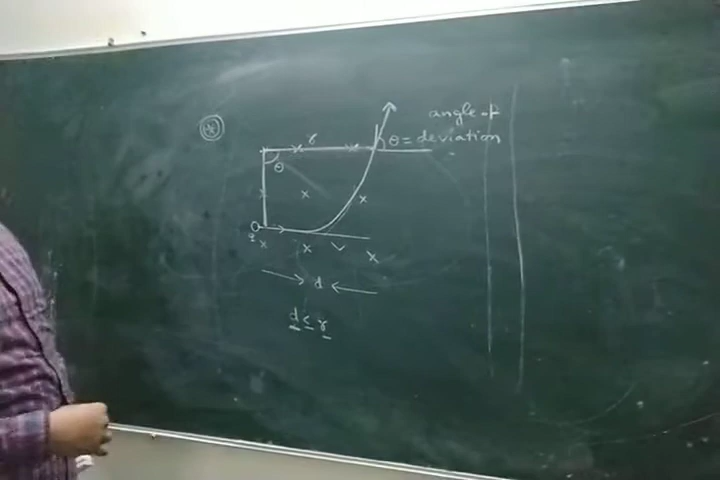 angle of
r
θ = deviation
θ
q
d
d ≤ r